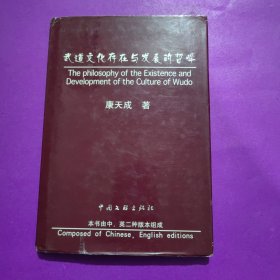 武道文化存在与发展的哲学
The philosophy of the Existence and
Development of the Culture of Wudo
康天成 著
中国文联出版社
本书由中、英二种版本组成
Composed of Chinese, English editions